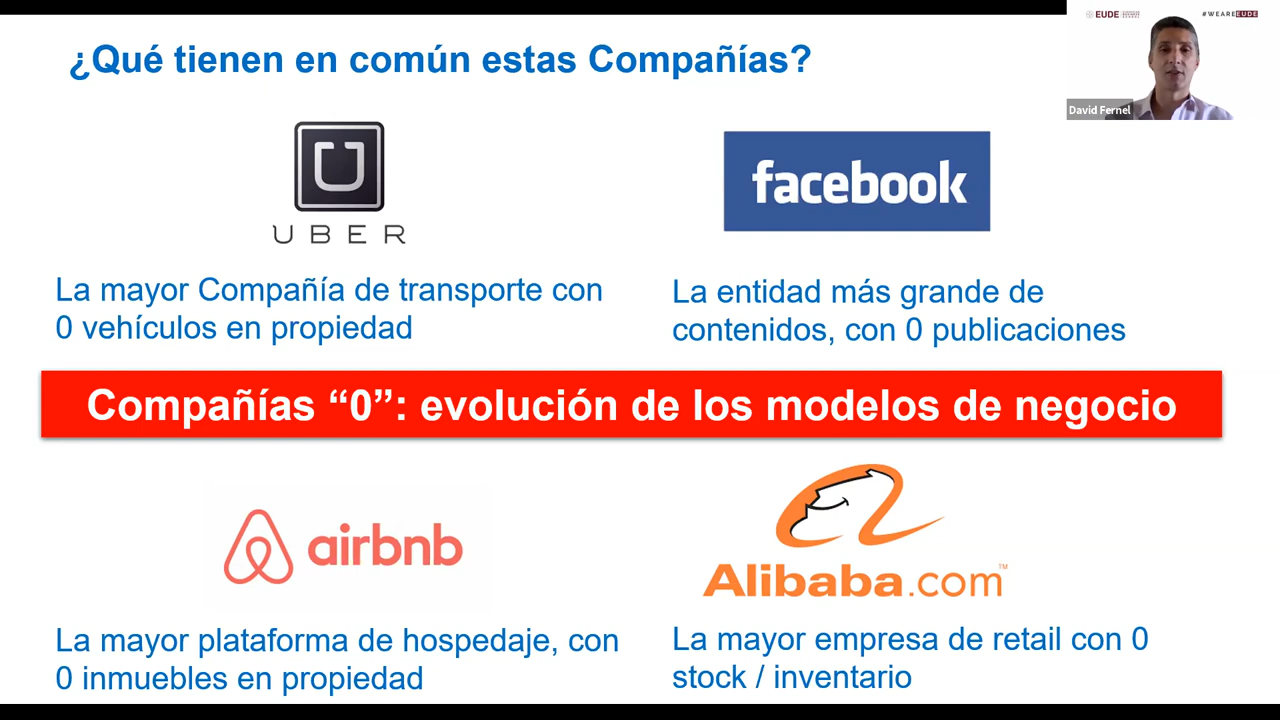 ¿Qué tienen en común estas Compañías?
EUDE
#WEAREEUDE
David Fernel
UBER
facebook
La mayor Compañía de transporte con
0 vehículos en propiedad
La entidad más grande de
contenidos, con 0 publicaciones
Compañías “0”: evolución de los modelos de negocio
airbnb
Alibaba.com™
La mayor plataforma de hospedaje, con
0 inmuebles en propiedad
La mayor empresa de retail con 0
stock / inventario